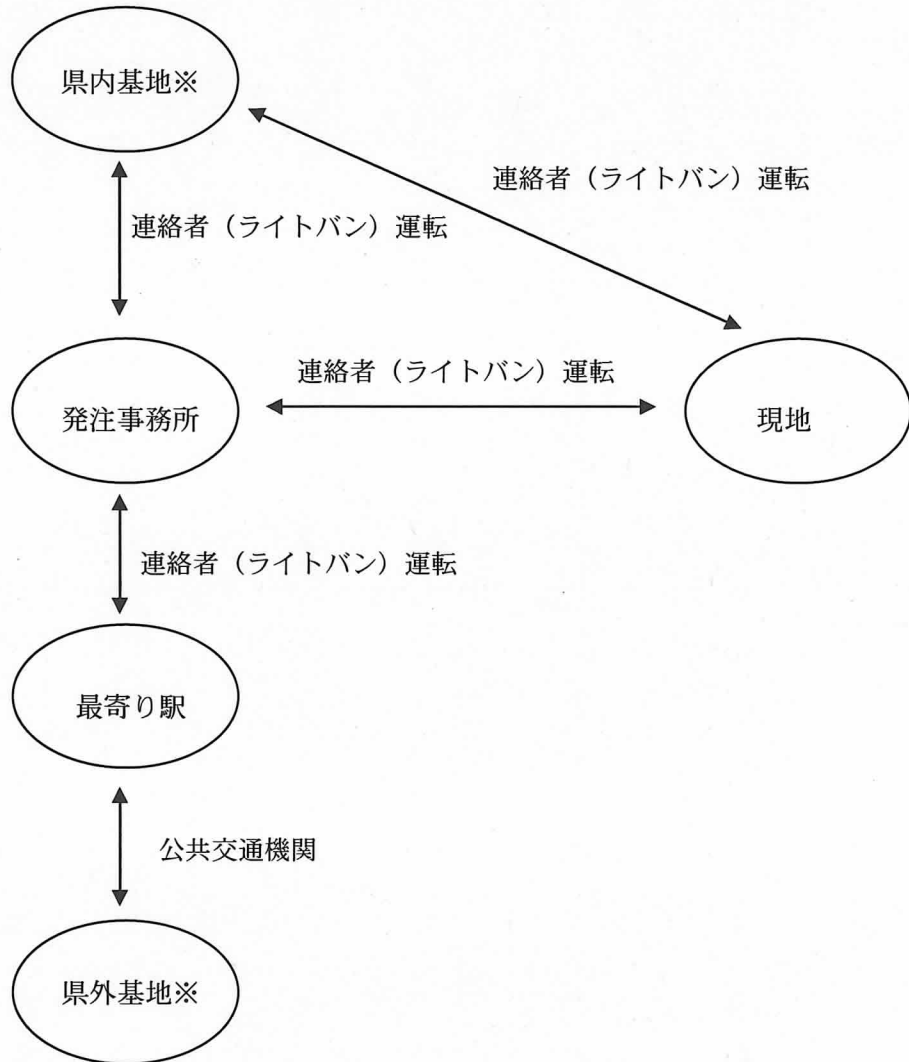 県内基地※
連絡者（ライトバン）運転
連絡者（ライトバン）運転
連絡者（ライトバン）運転
発注事務所
現地
連絡者（ライトバン）運転
最寄り駅
公共交通機関
県外基地※